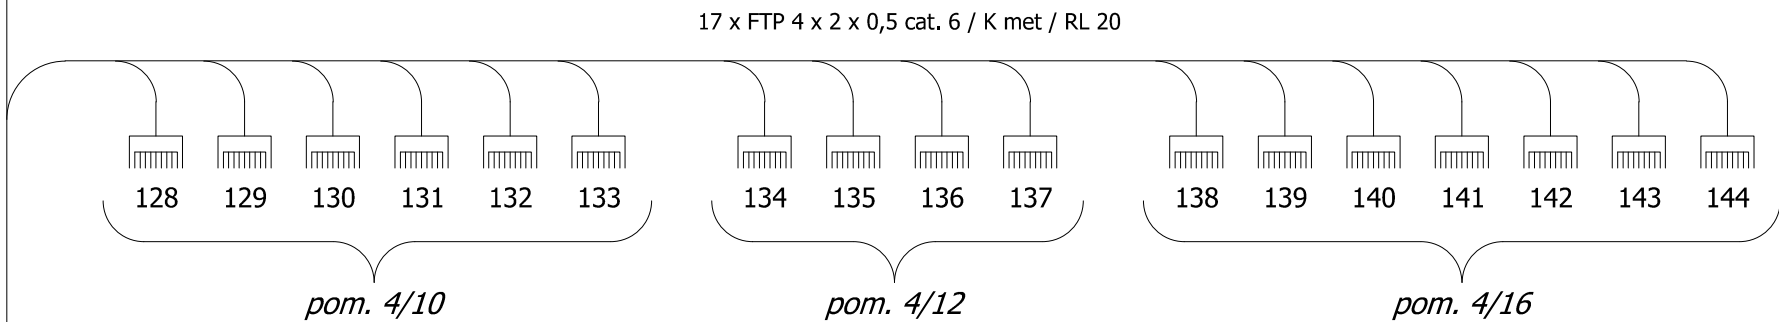 17 x FTP 4 x 2 x 0,5 cat. 6 / K met / RL 20
128 129 130 131 132 133 134 135 136 137 138 139 140 141 142 143 144
pom. 4/10 pom. 4/12 pom. 4/16